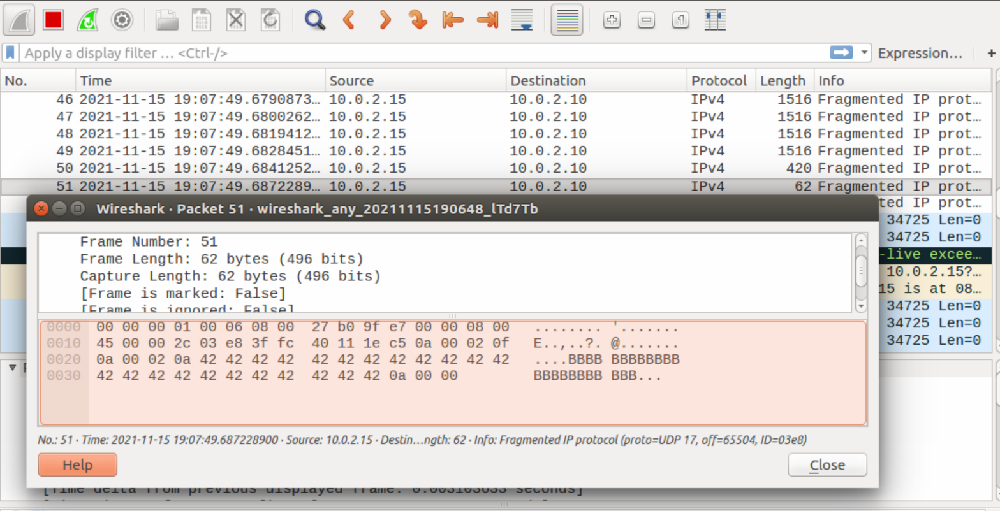 Apply a display filter … <Ctrl-/> Expression… +
No. Time Source Destination Protocol Length Info
46 2021-11-15 19:07:49.6790873… 10.0.2.15 10.0.2.10 IPv4 1516 Fragmented IP prot…
47 2021-11-15 19:07:49.6800262… 10.0.2.15 10.0.2.10 IPv4 1516 Fragmented IP prot…
48 2021-11-15 19:07:49.6819412… 10.0.2.15 10.0.2.10 IPv4 1516 Fragmented IP prot…
49 2021-11-15 19:07:49.6828451… 10.0.2.15 10.0.2.10 IPv4 1516 Fragmented IP prot…
50 2021-11-15 19:07:49.6841252… 10.0.2.15 10.0.2.10 IPv4 420 Fragmented IP prot…
51 2021-11-15 19:07:49.6872289… 10.0.2.15 10.0.2.10 IPv4 62 Fragmented IP prot…
ted IP prot…
34725 Len=0
34725 Len=0
-live excee…
10.0.2.15?…
15 is at 08…
34725 Len=0
34725 Len=0
34725 Len=0
Wireshark · Packet 51 · wireshark_any_20211115190648_lTd7Tb
Frame Number: 51
Frame Length: 62 bytes (496 bits)
Capture Length: 62 bytes (496 bits)
[Frame is marked: False]
[Frame is ignored: False]
0000 00 00 00 01 00 06 08 00 27 b0 9f e7 00 00 08 00 ........ '.......
0010 45 00 00 2c 03 e8 3f fc 40 11 1e c5 0a 00 02 0f E..,..?. @.......
0020 0a 00 02 0a 42 42 42 42 42 42 42 42 42 42 42 42 ....BBBB BBBBBBBB
0030 42 42 42 42 42 42 42 42 42 42 42 0a 00 00 BBBBBBBB BBB...
No.: 51 · Time: 2021-11-15 19:07:49.687228900 · Source: 10.0.2.15 · Destin…ngth: 62 · Info: Fragmented IP protocol (proto=UDP 17, off=65504, ID=03e8)
Help Close
[Time delta from previous displayed frame: 0.003103633 seconds]